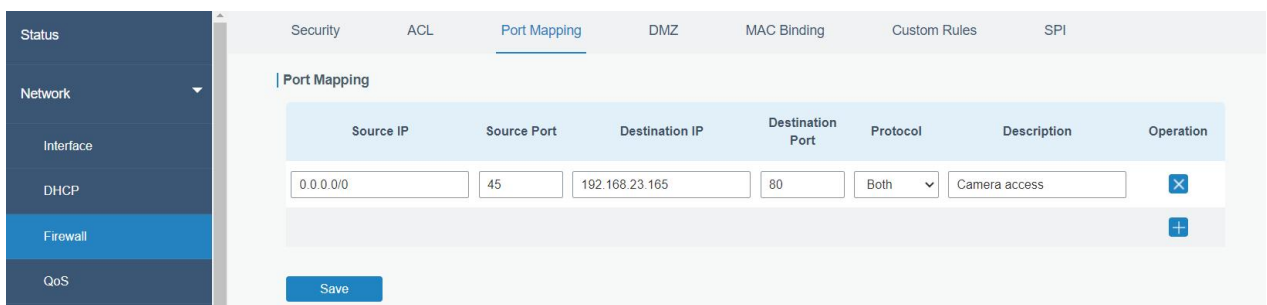 Status
Network
Interface
DHCP
Firewall
QoS
Security ACL Port Mapping DMZ MAC Binding Custom Rules SPI
Port Mapping
Source IP Source Port Destination IP Destination Port Protocol Description Operation
0.0.0.0/0 45 192.168.23.165 80 Both Camera access
Save